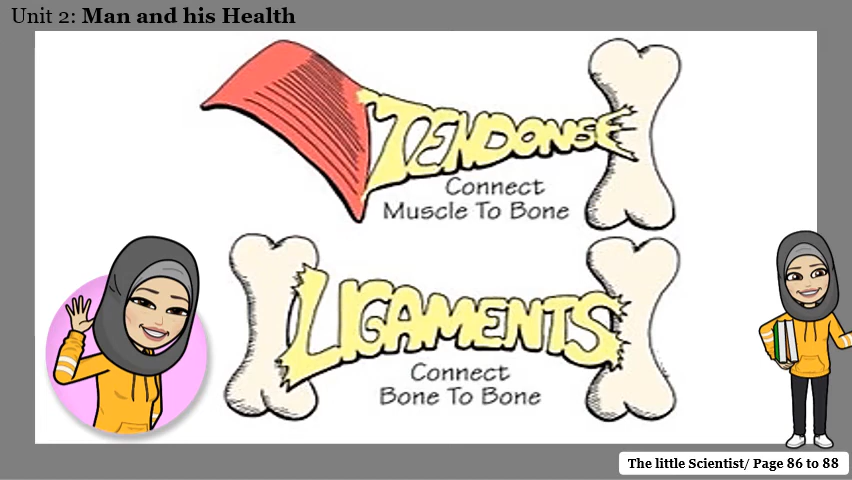 Unit 2: Man and his Health
TENDONS
Connect
Muscle To Bone
LIGAMENTS
Connect
Bone To Bone
The little Scientist/ Page 86 to 88